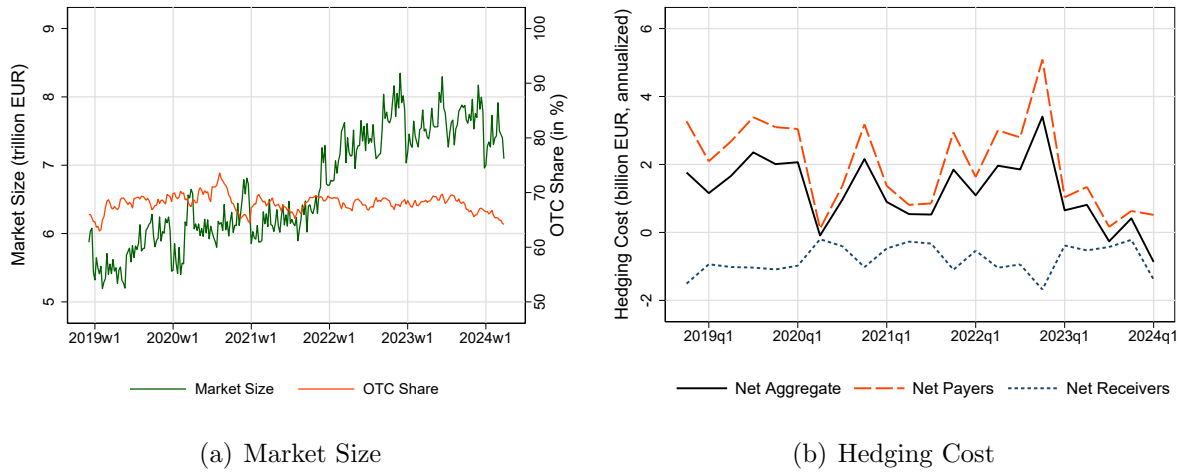 Market Size (trillion EUR)
9
8
7
6
5
100
90
80
70
60
50
OTC Share (in %)
2019w1 2020w1 2021w1 2022w1 2023w1 2024w1
Market Size OTC Share
(a) Market Size
Hedging Cost (billion EUR, annualized)
6
4
2
0
-2
2019q1 2020q1 2021q1 2022q1 2023q1 2024q1
Net Aggregate Net Payers Net Receivers
(b) Hedging Cost